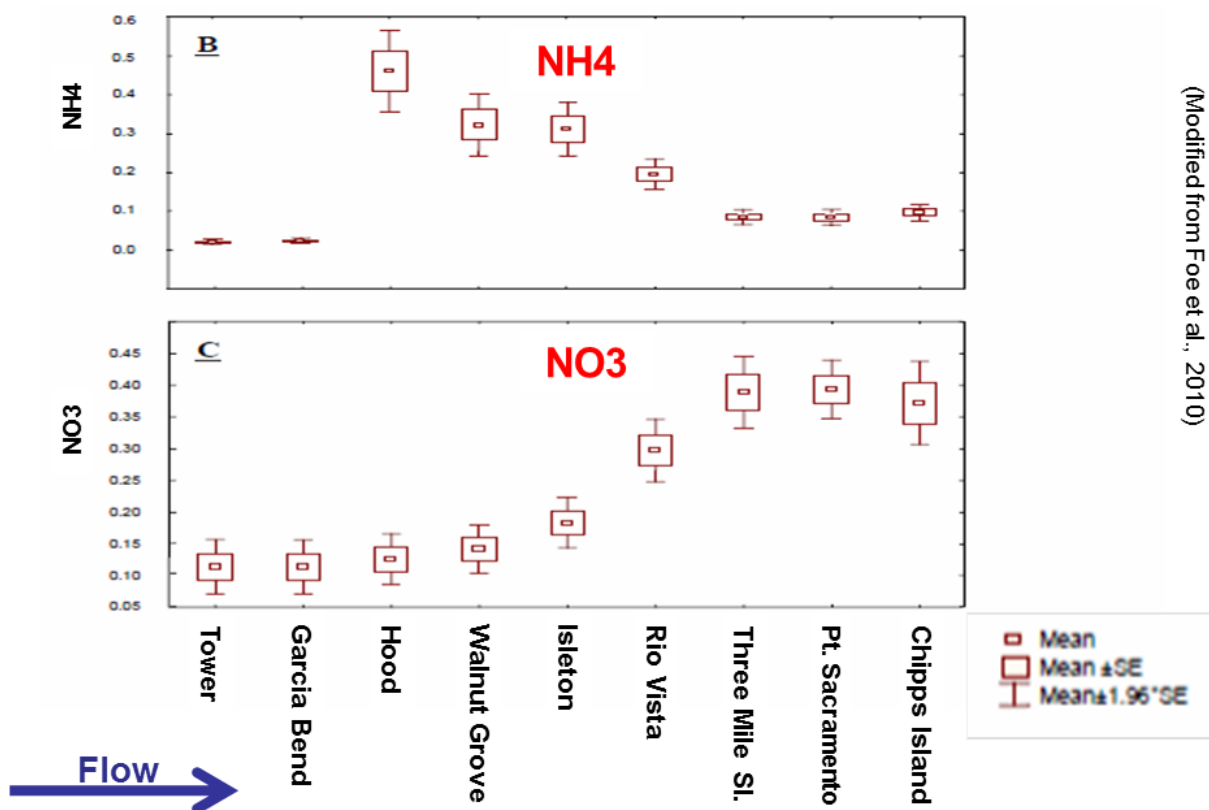 B
NH4
NH4
0.6
0.5
0.4
0.3
0.2
0.1
0.0
C
NO3
NO3
0.45
0.40
0.35
0.30
0.25
0.20
0.15
0.10
0.05
Tower
Garcia Bend
Hood
Walnut Grove
Isleton
Rio Vista
Three Mile Sl.
Pt. Sacramento
Chipps Island
Mean
Mean ±SE
Mean±1.96*SE
Flow
(Modified from Foe et al., 2010)